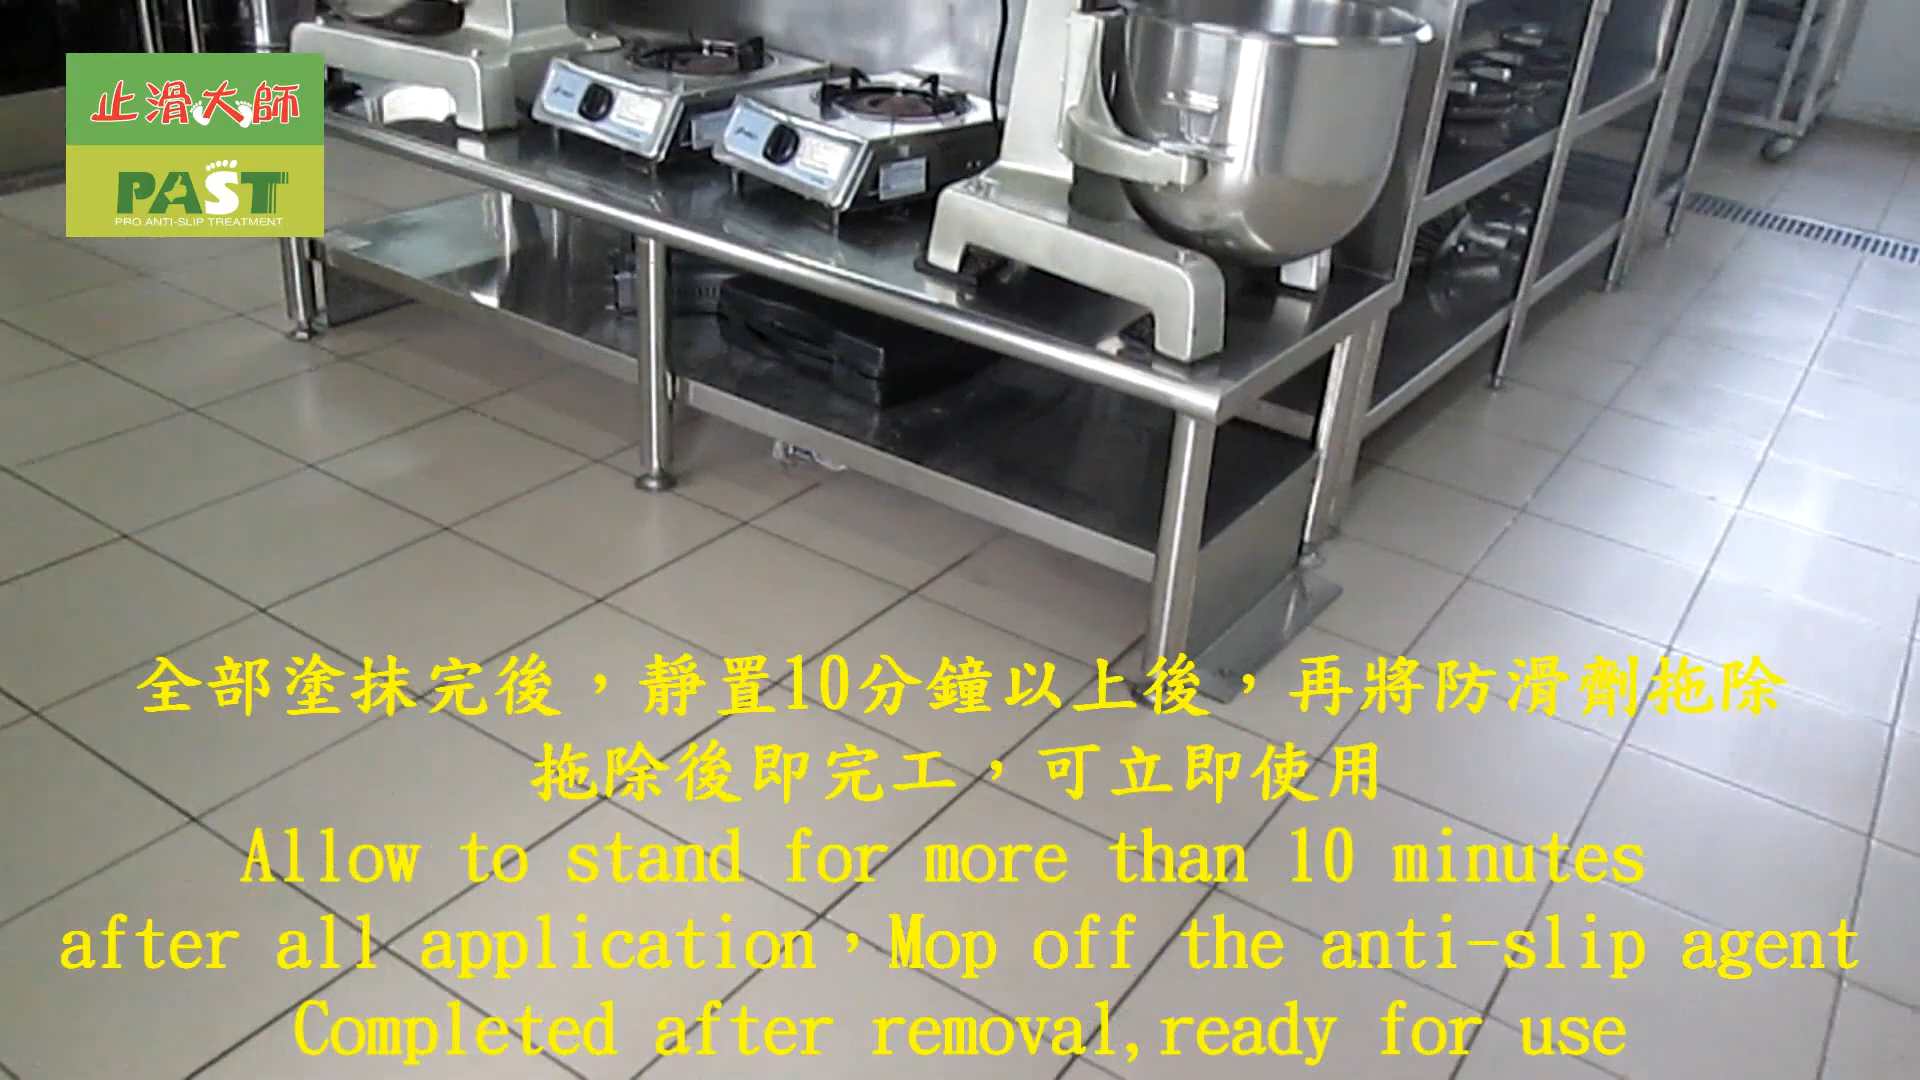 止滑大師
PAST
PRO ANTI-SLIP TREATMENT
全部塗抹完後，靜置10分鐘以上後，再將防滑劑拖除
拖除後即完工，可立即使用
Allow to stand for more than 10 minutes
after all application，Mop off the anti-slip agent
Completed after removal,ready for use